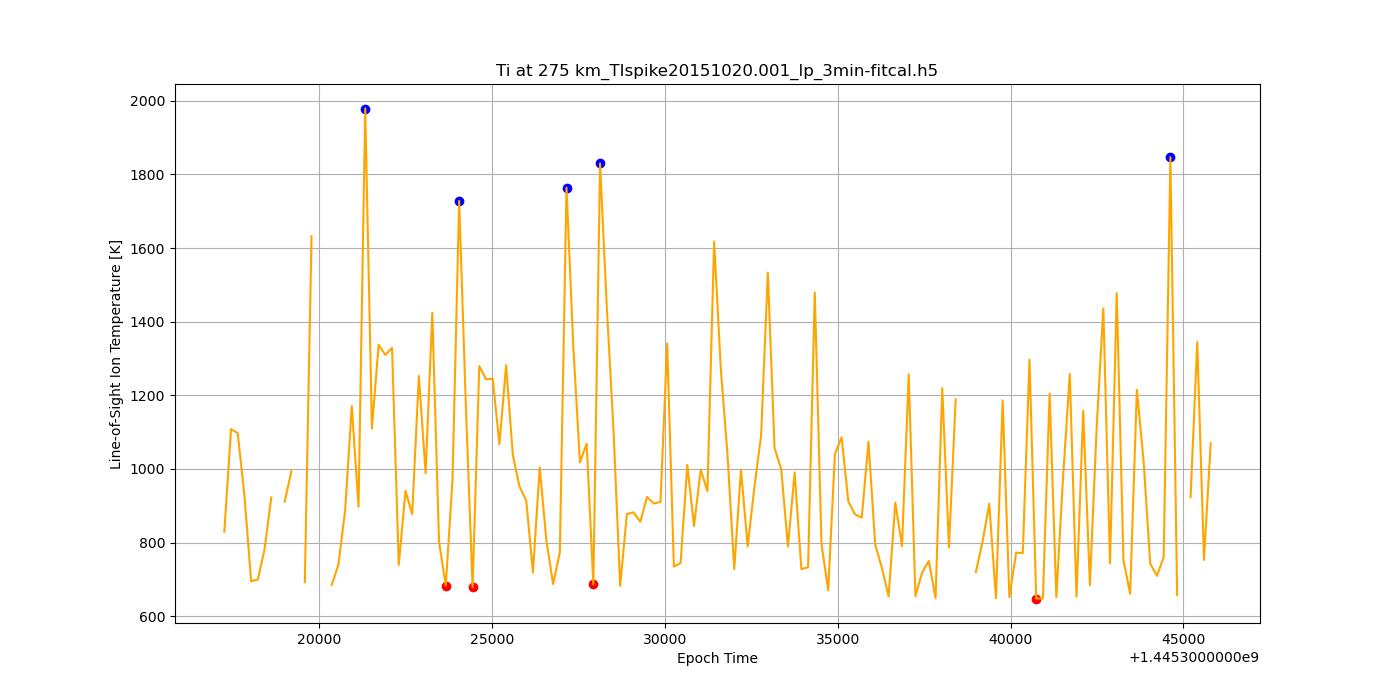 Ti at 275 km_TIspike20151020.001_lp_3min-fitcal.h5
Line-of-Sight Ion Temperature [K]
2000
1800
1600
1400
1200
1000
800
600
20000 25000 30000 35000 40000 45000
Epoch Time
+1.4453000000e9